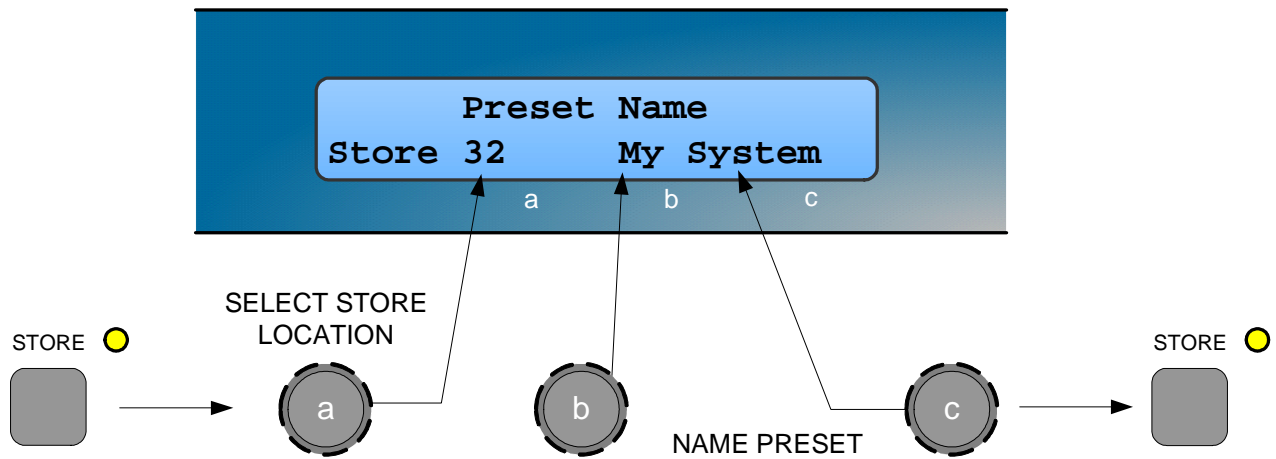 Preset Name
Store 32 My System
a b c
SELECT STORE
LOCATION
STORE
STORE
a
b
c
NAME PRESET